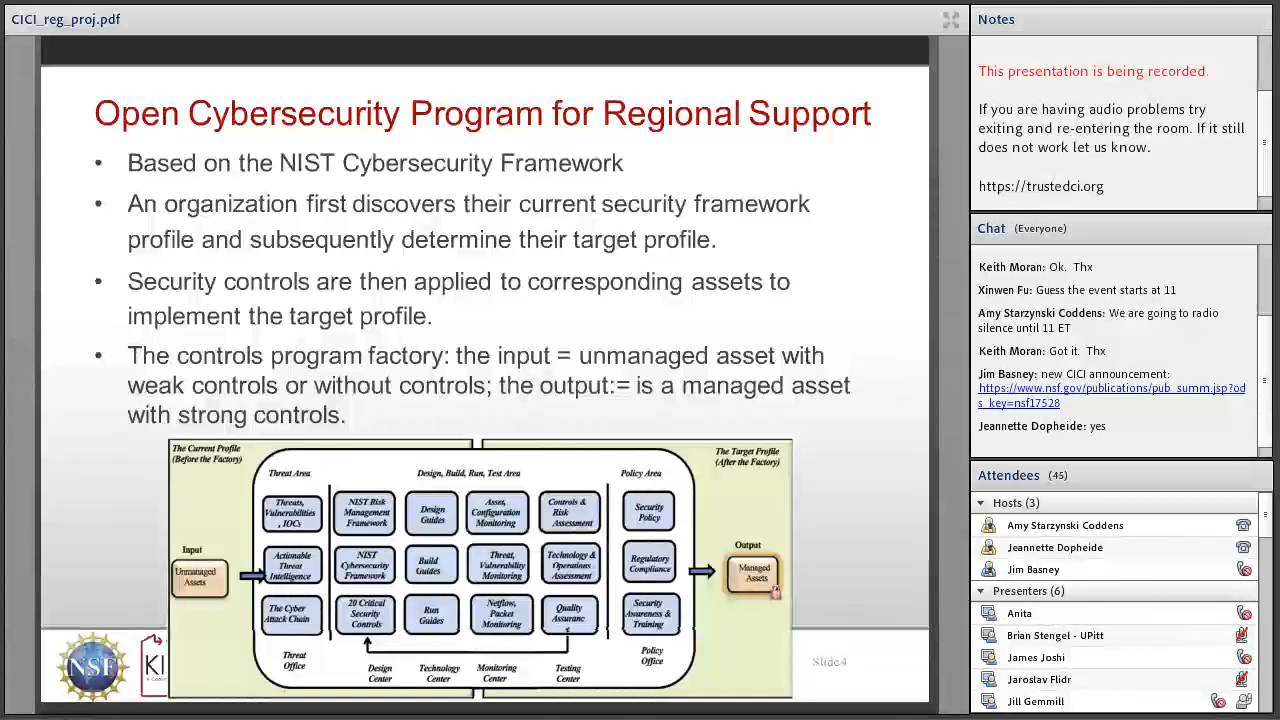 CICI_reg_proj.pdf
Open Cybersecurity Program for Regional Support
• Based on the NIST Cybersecurity Framework
• An organization first discovers their current security framework
profile and subsequently determine their target profile.
• Security controls are then applied to corresponding assets to
implement the target profile.
• The controls program factory: the input = unmanaged asset with
weak controls or without controls; the output:= is a managed asset
with strong controls.
The Current Profile
(Before the Factory)
The Target Profile
(After the Factory)
Threat Area
Design, Build, Run, Test Area
Policy Area
Threats,
Vulnerabilities
, IOCs
NIST Risk
Management
Framework
Design
Guides
Asset,
Configuration
Monitoring
Controls &
Risk
Assessment
Security
Policy
Input
Unmanaged
Assets
Actionable
Threat
Intelligence
NIST
Cybersecurity
Framework
Build
Guides
Threat,
Vulnerability
Monitoring
Technology &
Operations
Assessment
Regulatory
Compliance
Output
Managed
Assets
The Cyber
Attack Chain
20 Critical
Security
Controls
Run
Guides
Netflow,
Packet
Monitoring
Quality
Assuranc
e
Security
Awareness &
Training
Threat
Office
Design
Center
Technology
Center
Monitoring
Center
Testing
Center
Policy
Office
NSF
KI
Slide 4
Notes
This presentation is being recorded.
If you are having audio problems try
exiting and re-entering the room. If it still
does not work let us know.
https://trustedci.org
Chat (Everyone)
Keith Moran: Ok. Thx
Xinwen Fu: Guess the event starts at 11
Amy Starzynski Coddens: We are going to radio
silence until 11 ET
Keith Moran: Got it. Thx
Jim Basney: new CICI announcement:
https://www.nsf.gov/publications/pub_summ.jsp?od
s_key=nsf17528
Jeannette Dopheide: yes
Attendees (45)
Hosts (3)
Amy Starzynski Coddens
Jeannette Dopheide
Jim Basney
Presenters (6)
Anita
Brian Stengel - UPitt
James Joshi
Jaroslav Flidr
Jill Gemmill